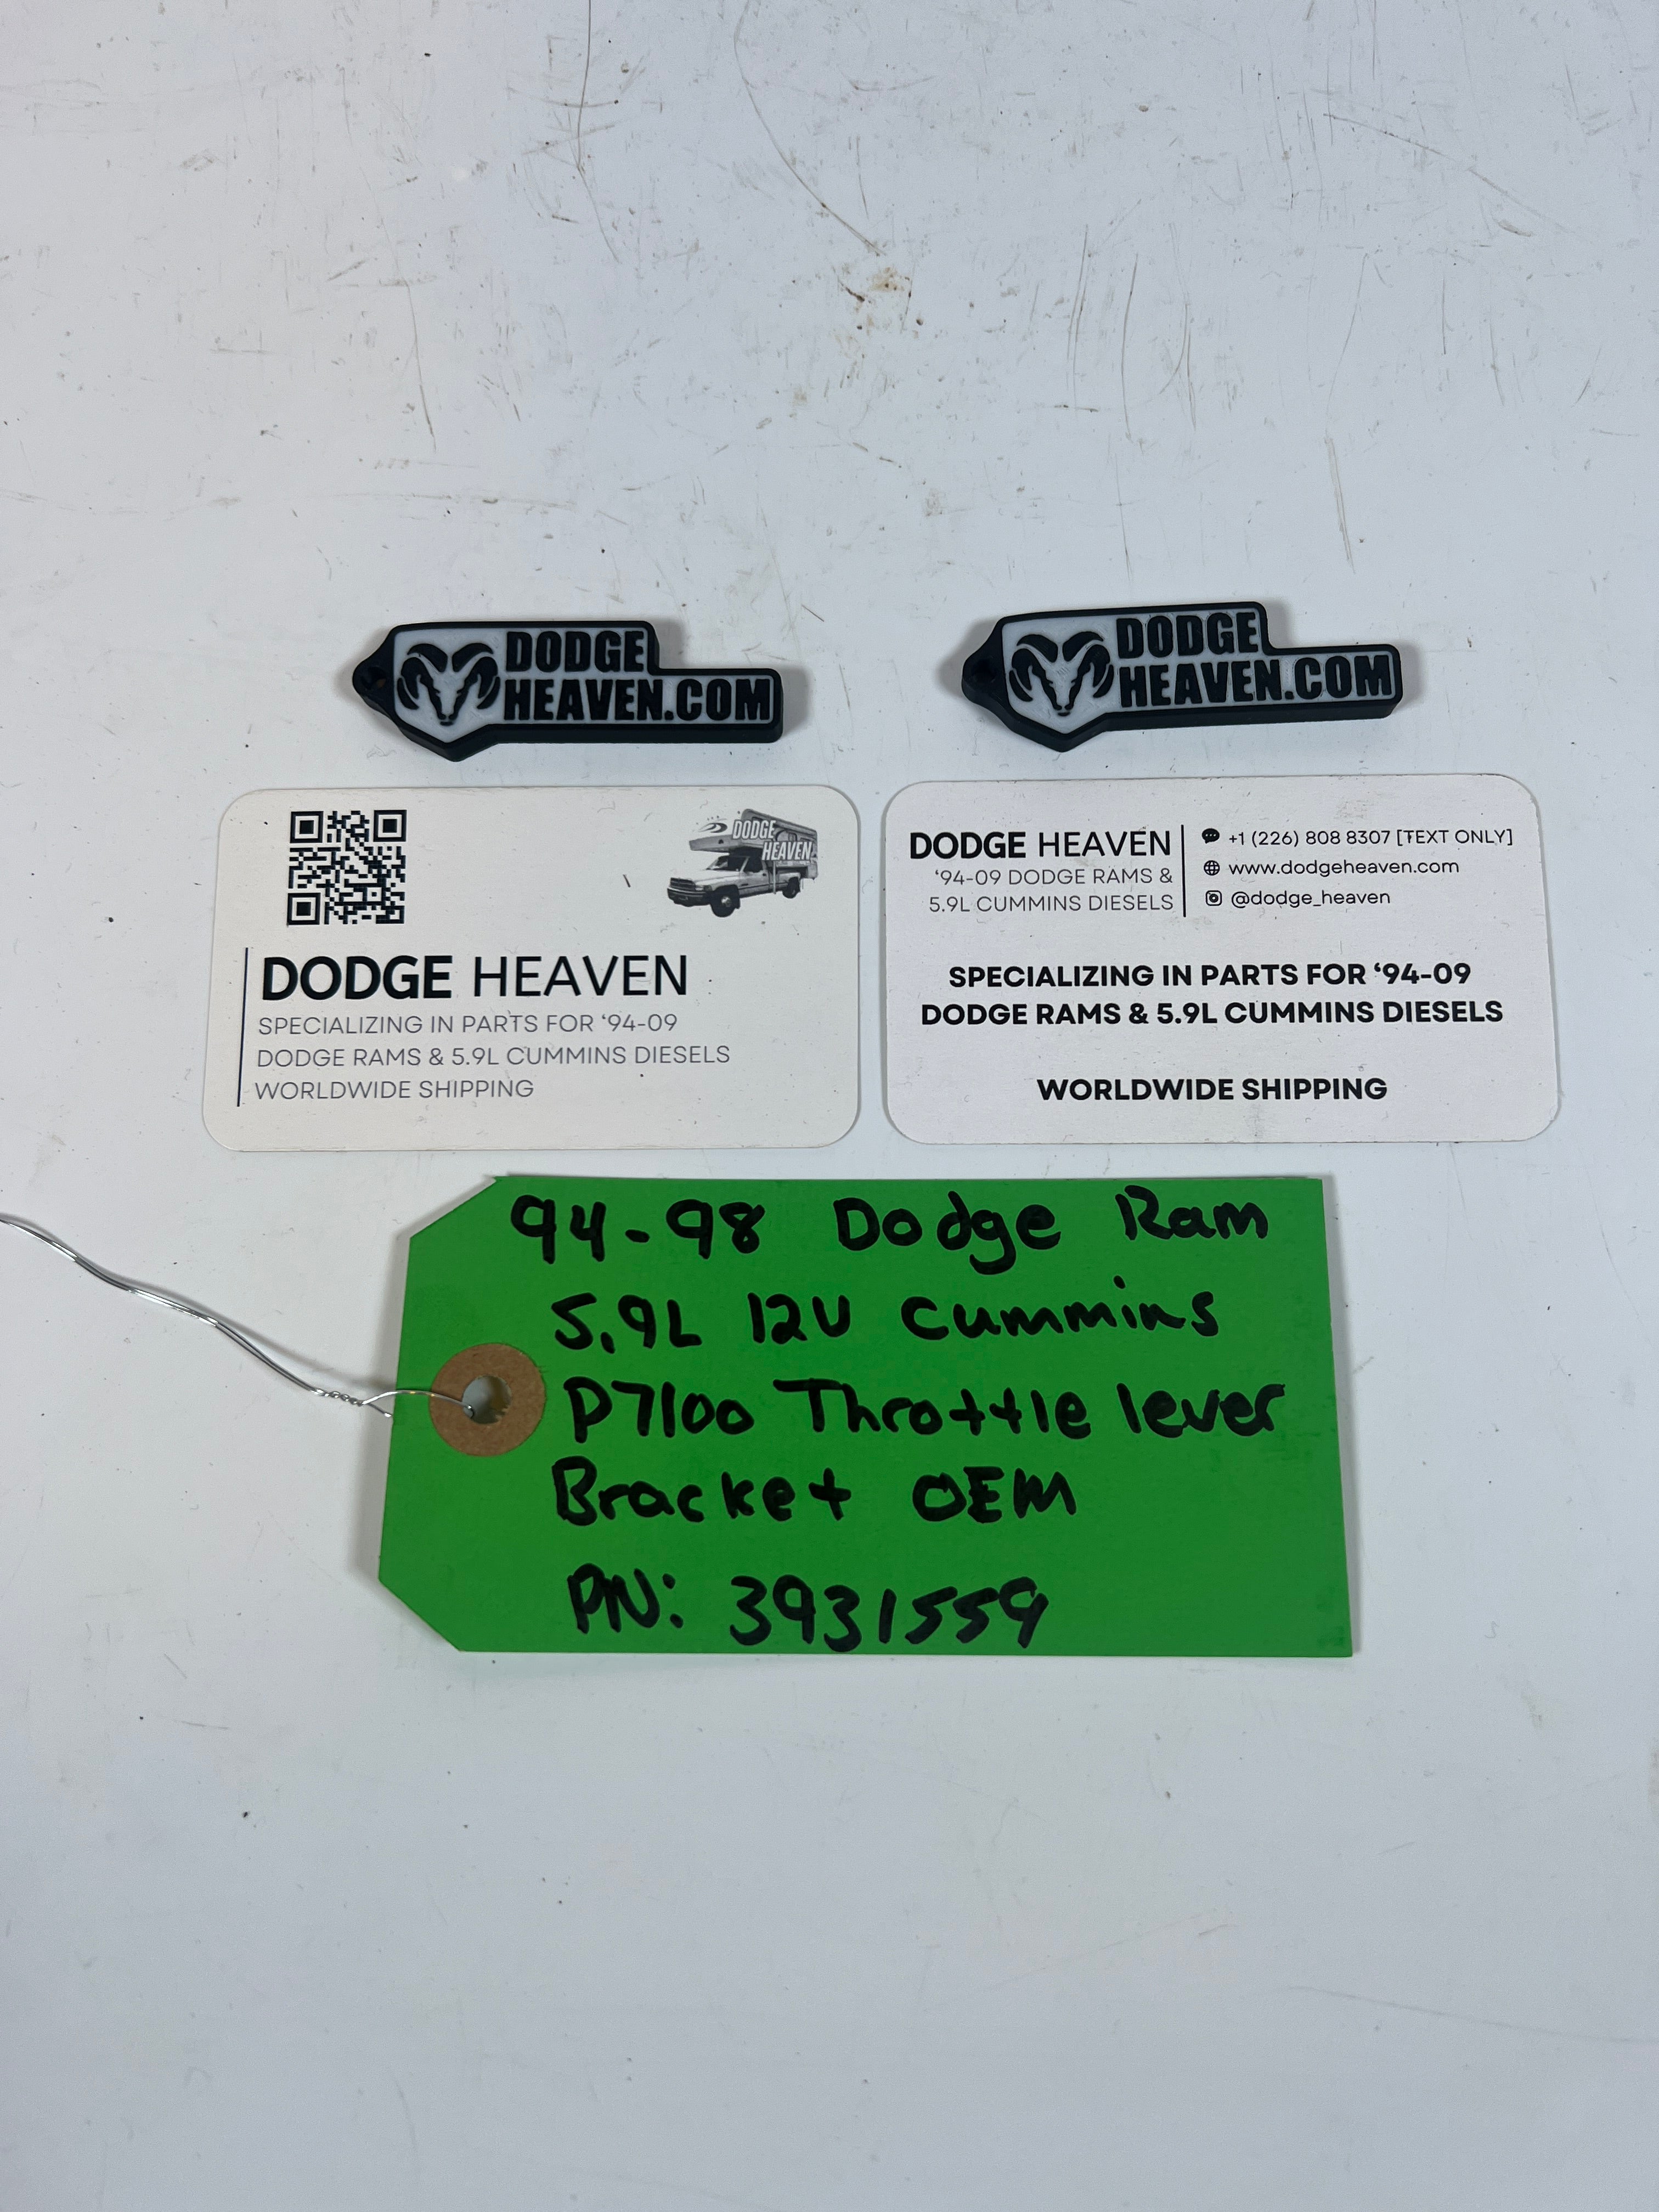 DODGE
HEAVEN.COM
DODGE
HEAVEN.COM
DODGE
HEAVEN
DODGE HEAVEN
SPECIALIZING IN PARTS FOR ‘94-09
DODGE RAMS & 5.9L CUMMINS DIESELS
WORLDWIDE SHIPPING
DODGE HEAVEN
‘94-09 DODGE RAMS &
5.9L CUMMINS DIESELS
+1 (226) 808 8307 [TEXT ONLY]
www.dodgeheaven.com
@dodge_heaven
SPECIALIZING IN PARTS FOR ‘94-09
DODGE RAMS & 5.9L CUMMINS DIESELS
WORLDWIDE SHIPPING
94-98 Dodge Ram
5.9L 12V Cummins
P7100 Throttle lever
Bracket OEM
PN: 3931559